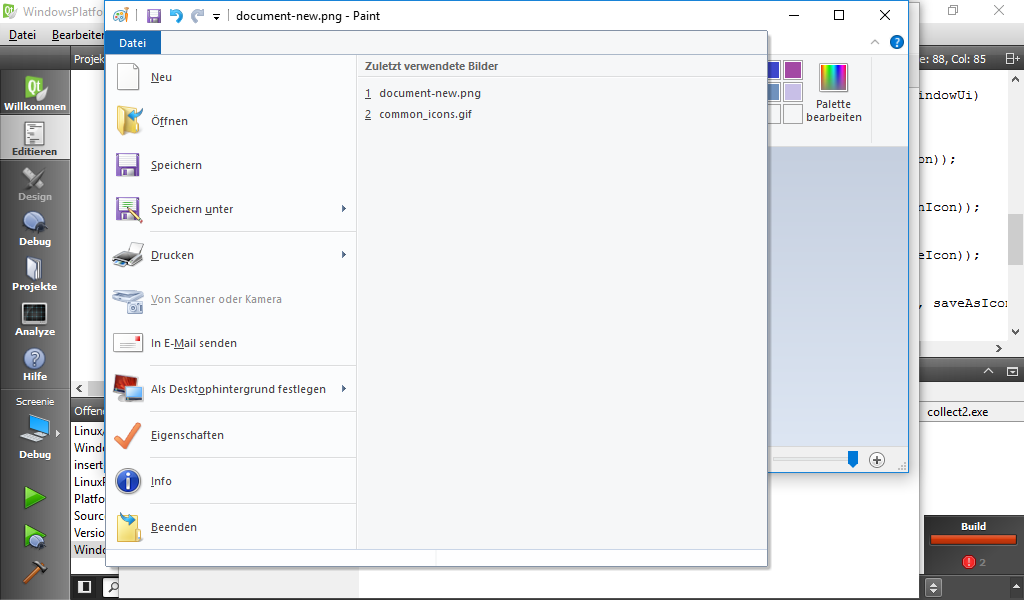 WindowsPlatfo
document-new.png - Paint
Datei
Bearbeiten
Datei
Projek
e: 88, Col: 85
Willkommen
Editieren
Design
Debug
Projekte
Analyze
Hilfe
Screenie
Debug
Neu
Öffnen
Speichern
Speichern unter
Drucken
Von Scanner oder Kamera
In E-Mail senden
Als Desktophintergrund festlegen
Eigenschaften
Info
Beenden
Zuletzt verwendete Bilder
1 document-new.png
2 common_icons.gif
Palette
bearbeiten
indowUi)
on));
nIcon));
eIcon));
, saveAsIcon
Offene
Linux/
Windo
insert
LinuxP
Platfo
Source
Versio
Windo
collect2.exe
Build
2